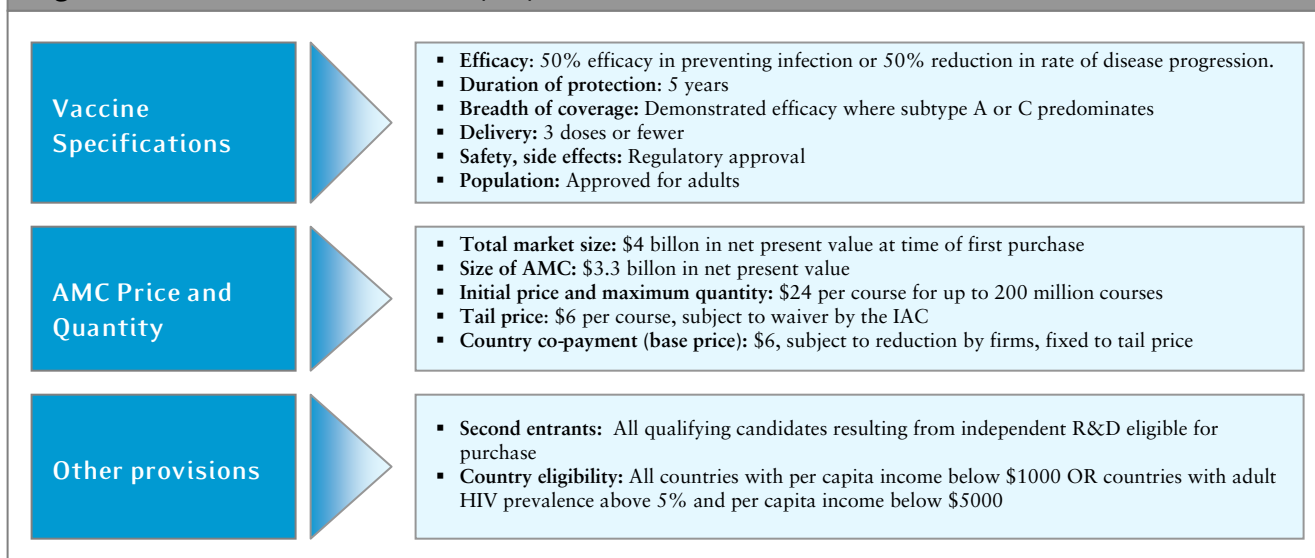 Vaccine
Specifications
▪ Efficacy: 50% efficacy in preventing infection or 50% reduction in rate of disease progression.
▪ Duration of protection: 5 years
▪ Breadth of coverage: Demonstrated efficacy where subtype A or C predominates
▪ Delivery: 3 doses or fewer
▪ Safety, side effects: Regulatory approval
▪ Population: Approved for adults
AMC Price and
Quantity
▪ Total market size: $4 billon in net present value at time of first purchase
▪ Size of AMC: $3.3 billon in net present value
▪ Initial price and maximum quantity: $24 per course for up to 200 million courses
▪ Tail price: $6 per course, subject to waiver by the IAC
▪ Country co-payment (base price): $6, subject to reduction by firms, fixed to tail price
Other provisions
▪ Second entrants: All qualifying candidates resulting from independent R&D eligible for
purchase
▪ Country eligibility: All countries with per capita income below $1000 OR countries with adult
HIV prevalence above 5% and per capita income below $5000